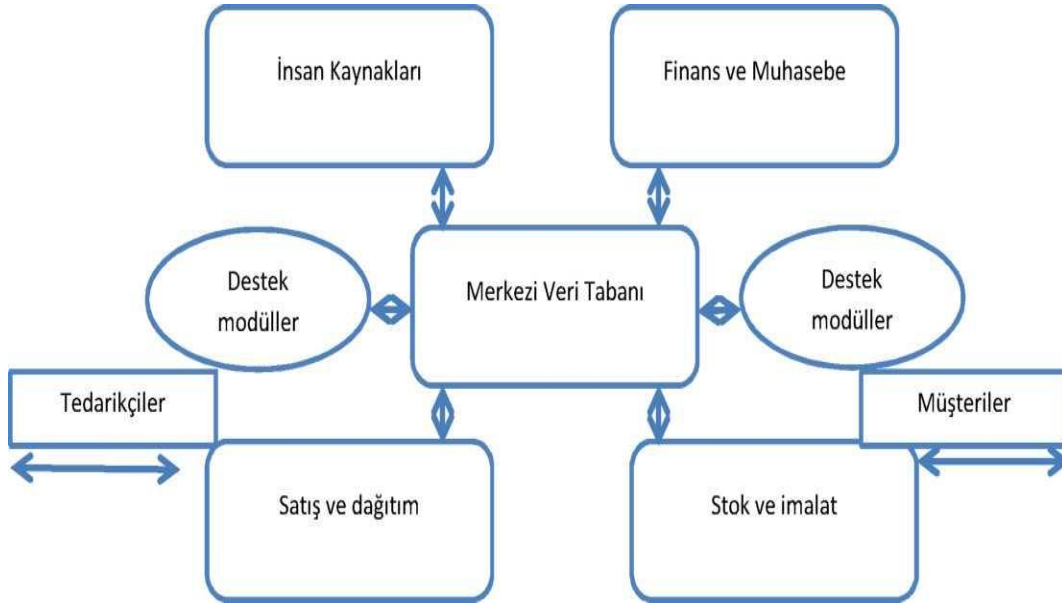 İnsan Kaynakları
Finans ve Muhasebe
Destek
modüller
Merkezi Veri Tabanı
Destek
modüller
Tedarikçiler
Müşteriler
Satış ve dağıtım
Stok ve imalat